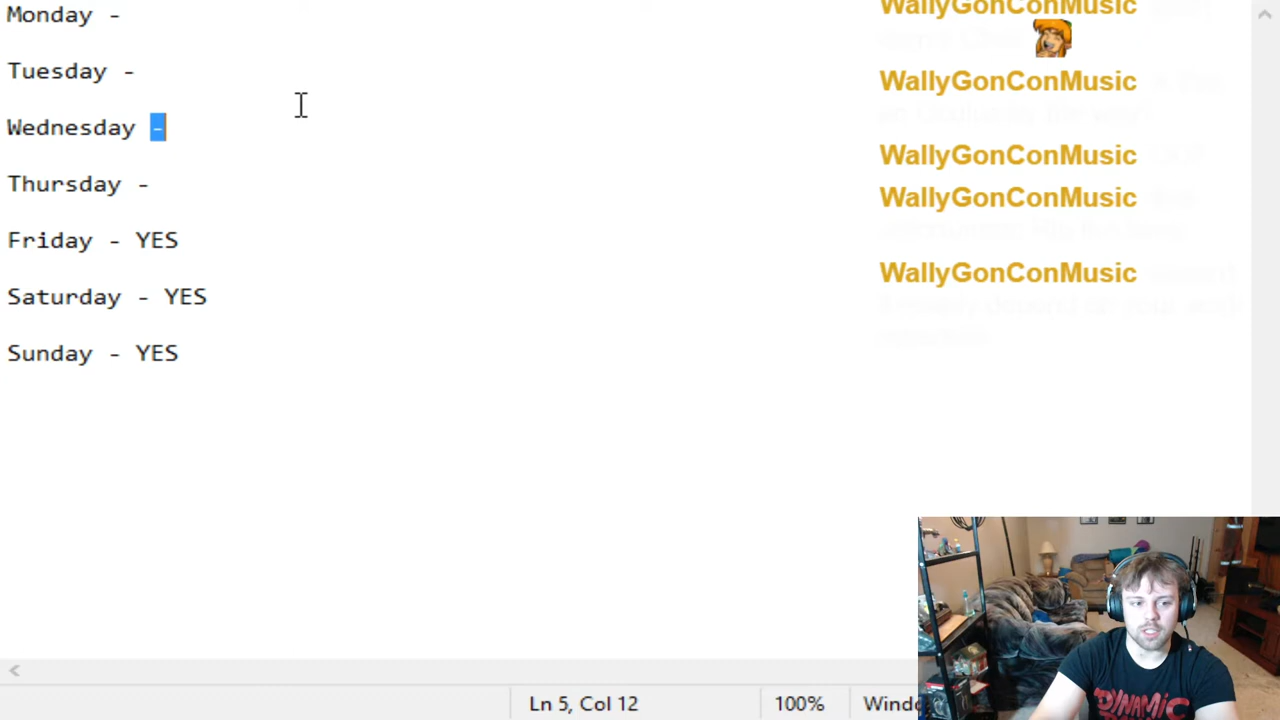 Monday -
WallyGonConMusic
Tuesday -
WallyGonConMusic
Wednesday -
WallyGonConMusic
Thursday -
WallyGonConMusic
Friday - YES
WallyGonConMusic
Saturday - YES
Sunday - YES
Ln 5, Col 12
100%
DYNAMIC